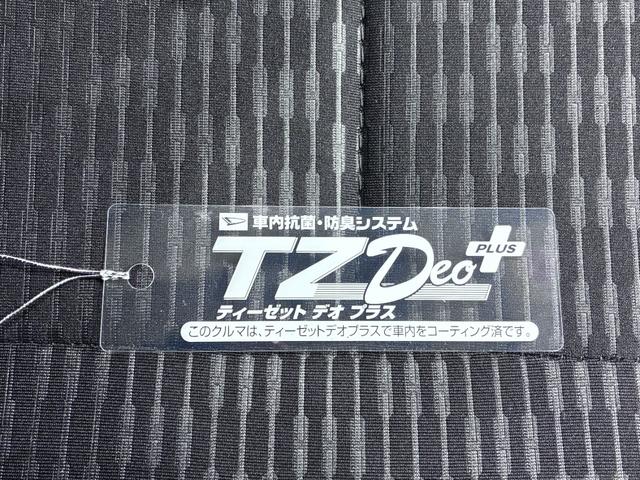 車内抗菌・防臭システム
TZ Deo PLUS
ティーゼット デオ プラス
このクルマは、ティーゼットデオプラスで車内をコーティング済です。